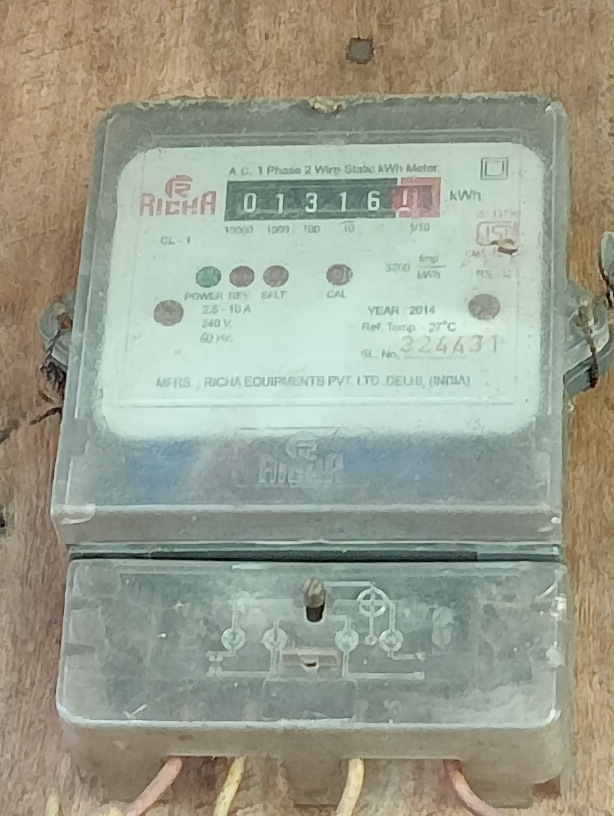 A.C. 1 Phase 2 Wire Static kWh Meter
RICHA
0 1 3 1 6
kWh
10000 1000 100 10 1/10
CL - 1
3200 imp/kWh
POWER REV. E/LT CAL
2.5 - 10 A
240 V.
YEAR : 2014
Ref. Temp. - 27°C
SL. No. 324431
MFRS. : RICHA EQUIPMENTS PVT. LTD. DELHI, (INDIA)
RICHA